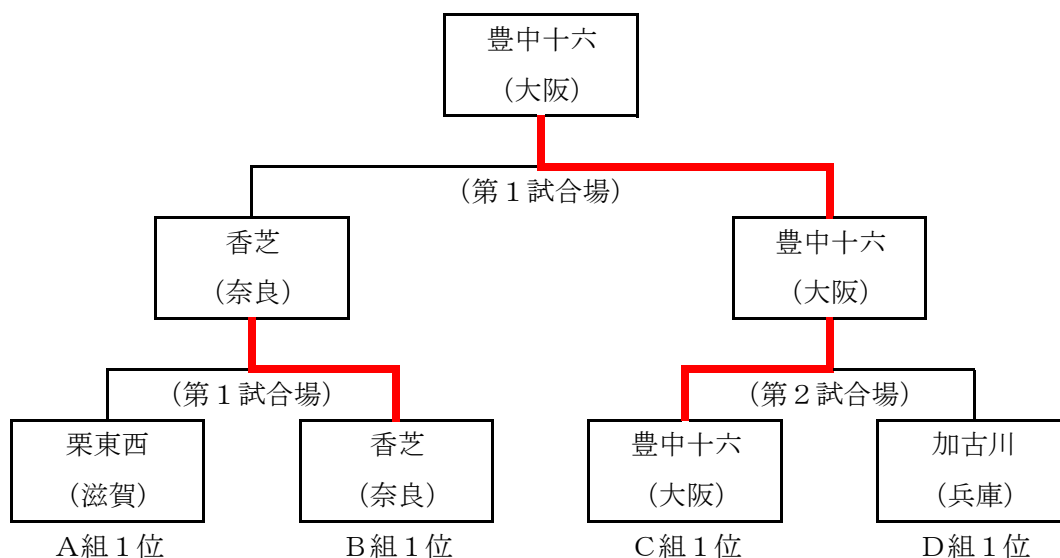 豊中十六
(大阪)
(第１試合場)
香芝
(奈良)
豊中十六
(大阪)
(第１試合場)
(第２試合場)
栗東西
(滋賀)
香芝
(奈良)
豊中十六
(大阪)
加古川
(兵庫)
Ａ組１位
Ｂ組１位
Ｃ組１位
Ｄ組１位